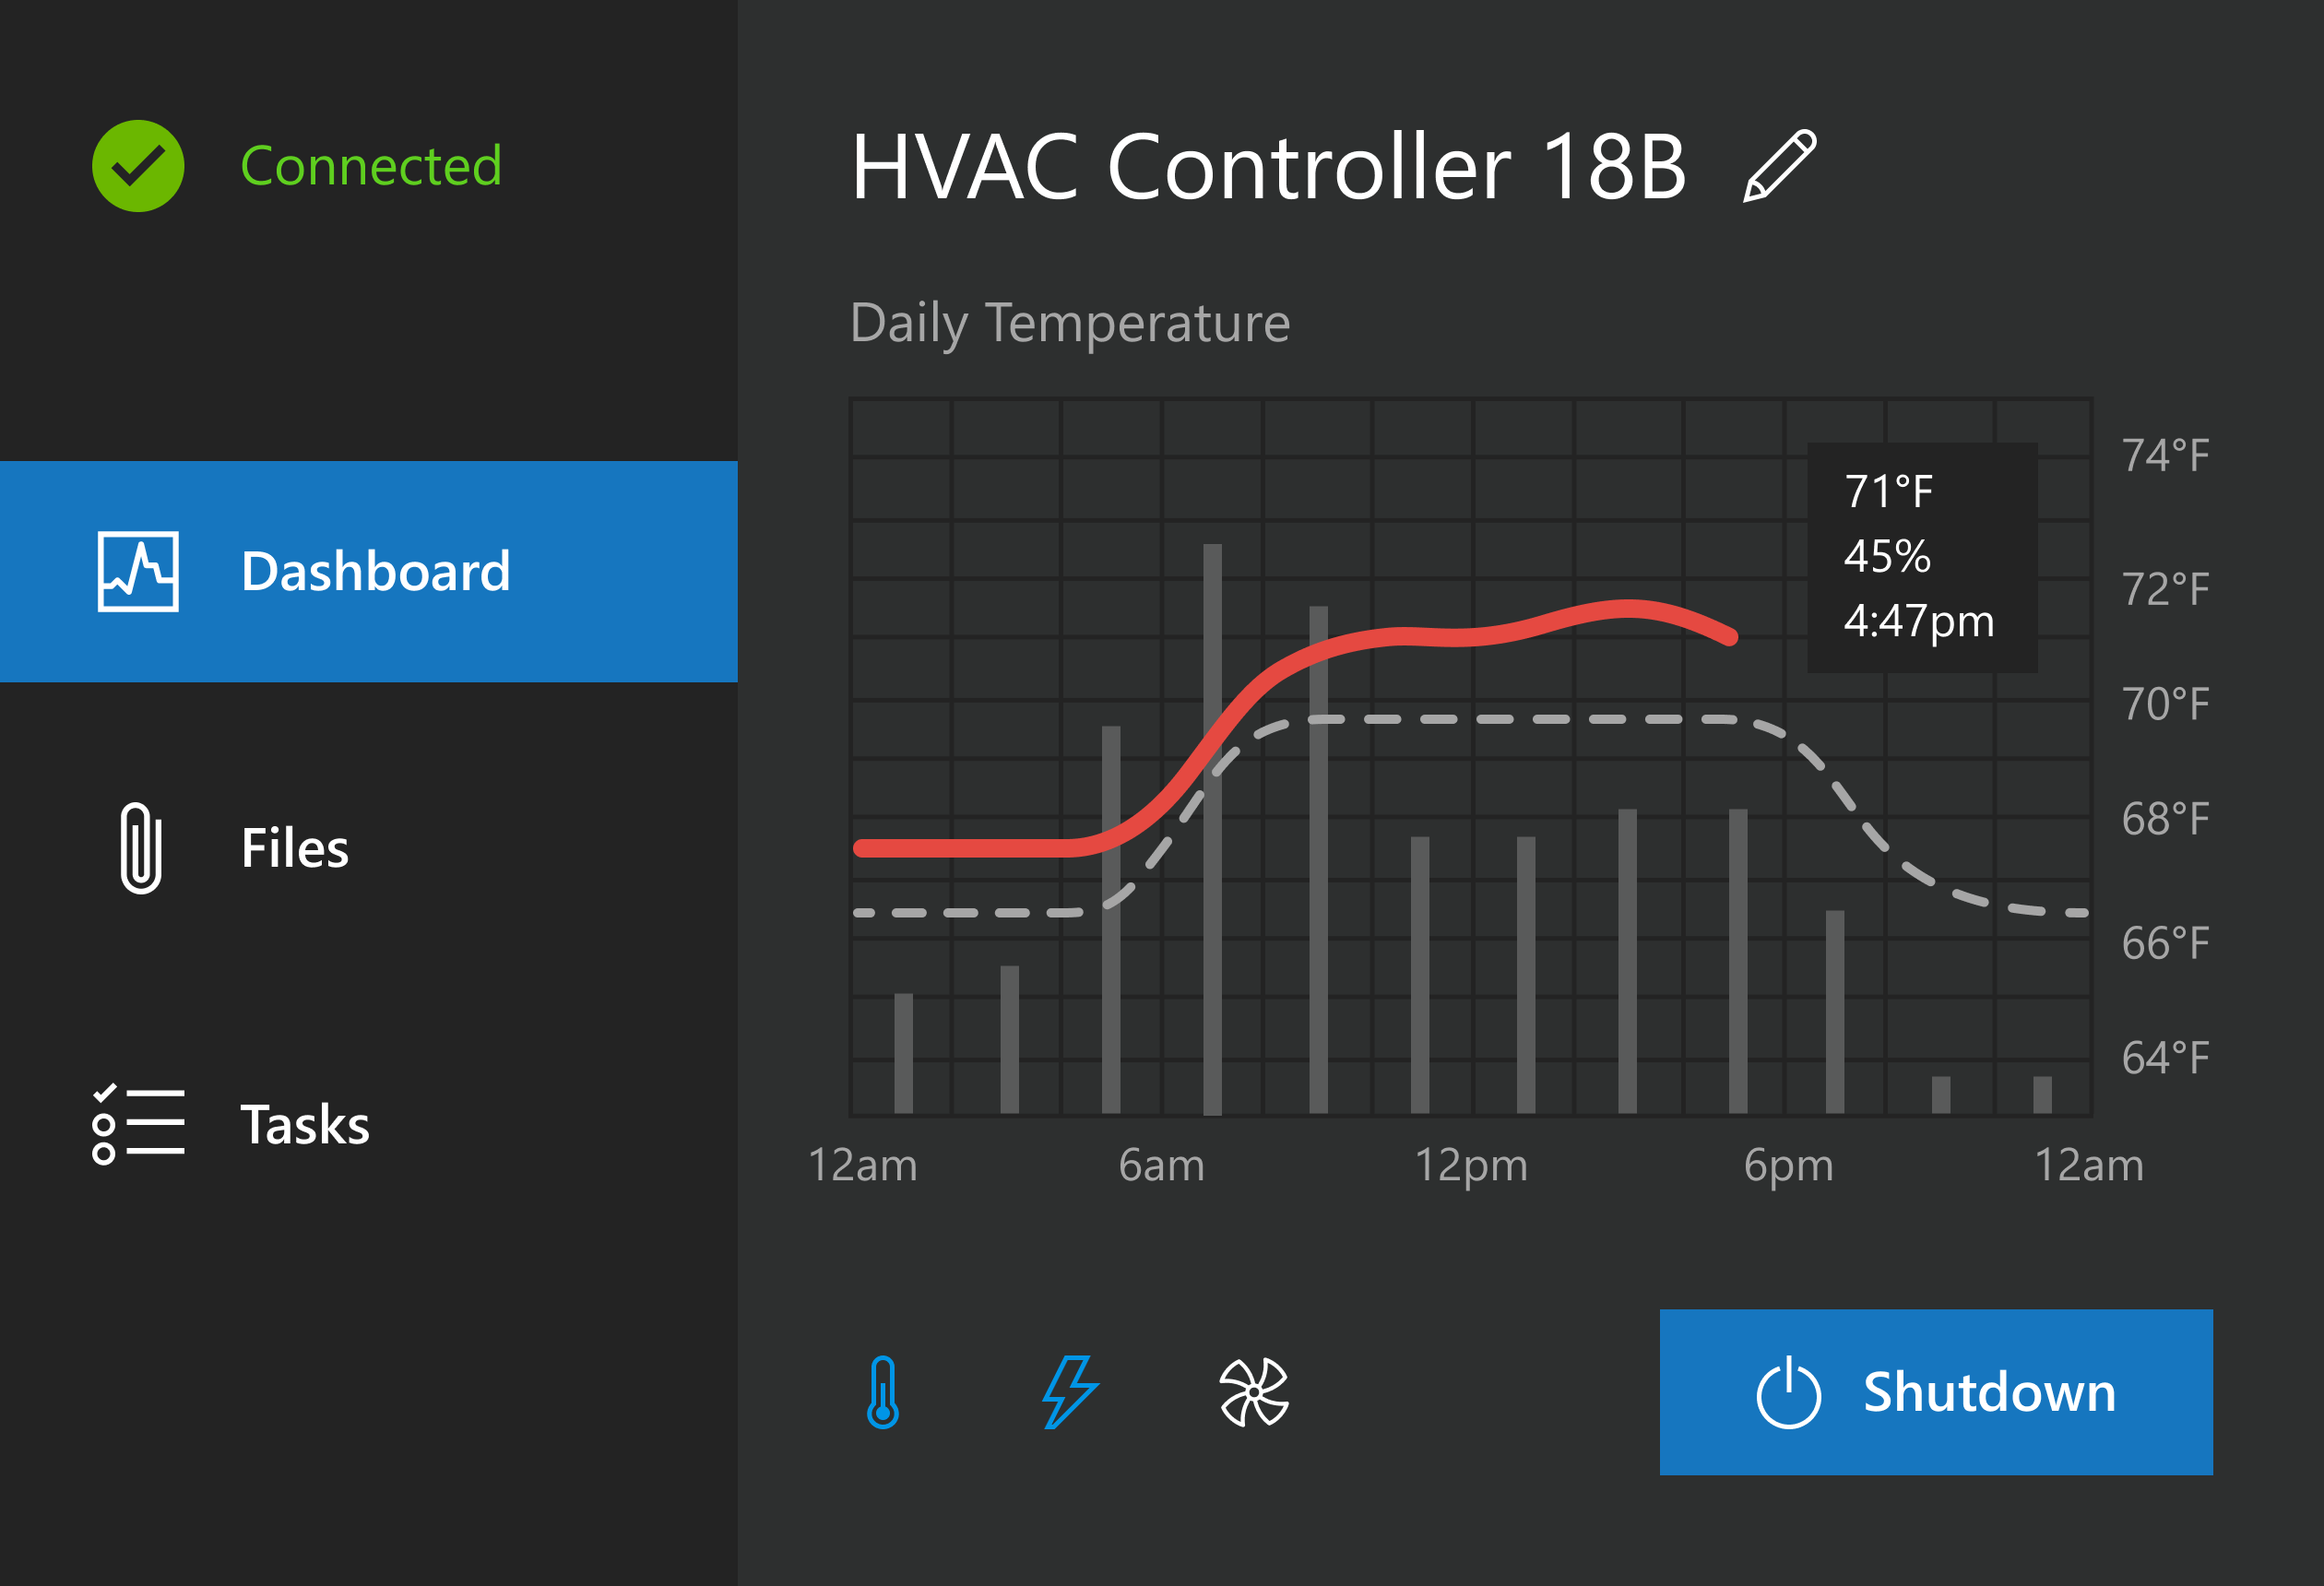 Connected
Dashboard
Files
Tasks
HVAC Controller 18B
Daily Temperature
74°F
72°F
70°F
68°F
66°F
64°F
71°F
45%
4:47pm
12am
6am
12pm
6pm
12am
Shutdown